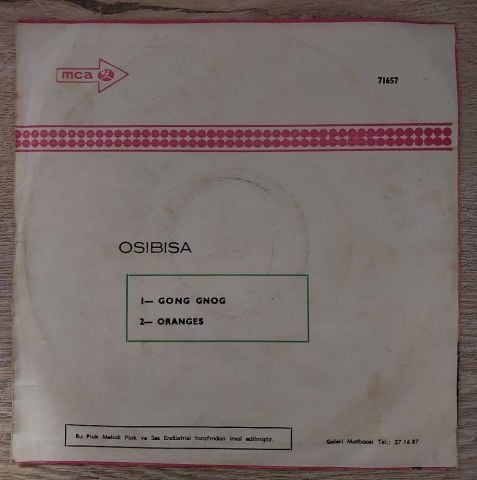 mca
71657
OSIBISA
1— GONG GNOG
2— ORANGES
Bu Plak Melodi Plak ve Ses Endüstrisi tarafından imal edilmiştir.
Galeri Matbaası Tel.: 27 16 87